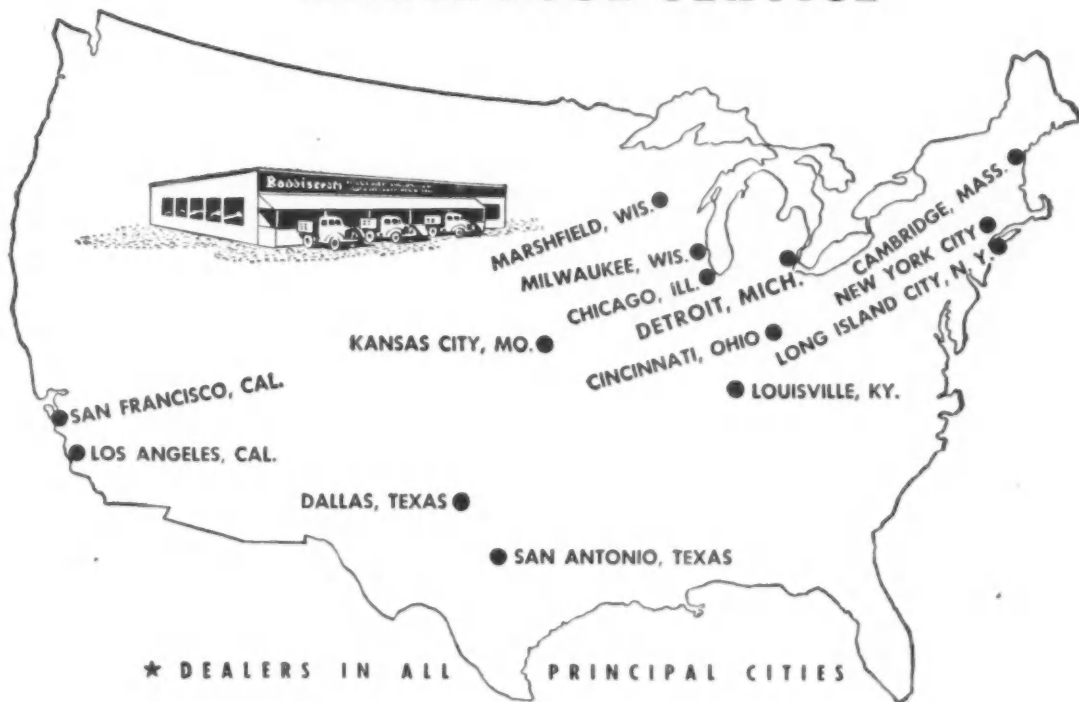 Roddiscraft
MARSHFIELD, WIS.
MILWAUKEE, WIS.
CHICAGO, ILL.
DETROIT, MICH.
CAMBRIDGE, MASS.
NEW YORK CITY
LONG ISLAND CITY, N. Y.
KANSAS CITY, MO.
CINCINNATI, OHIO
LOUISVILLE, KY.
SAN FRANCISCO, CAL.
LOS ANGELES, CAL.
DALLAS, TEXAS
SAN ANTONIO, TEXAS
★ DEALERS IN ALL PRINCIPAL CITIES